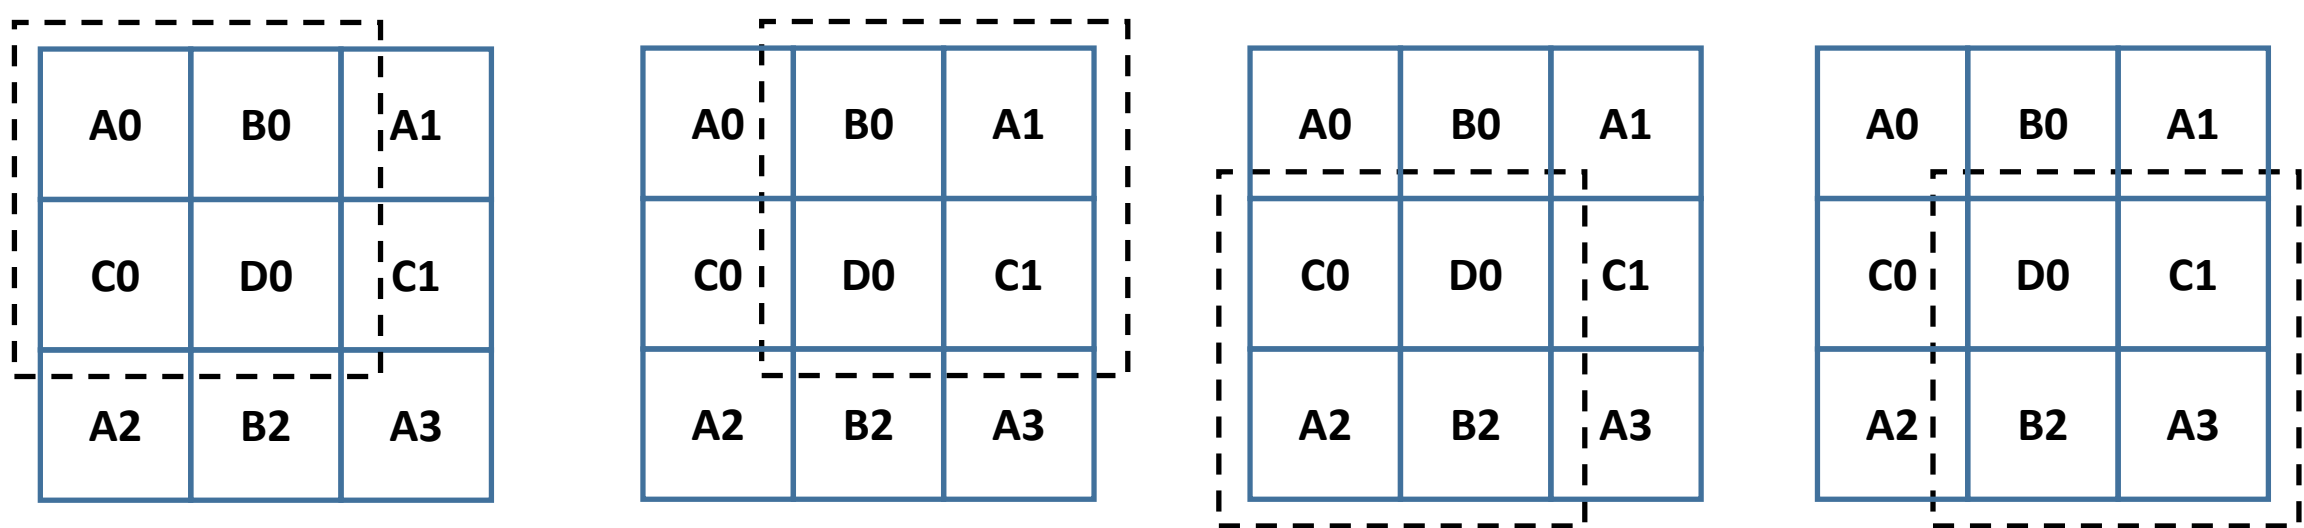 A0 B0 A1 A0 B0 A1 A0 B0 A1 A0 B0 A1
C0 D0 C1 C0 D0 C1 C0 D0 C1 C0 D0 C1
A2 B2 A3 A2 B2 A3 A2 B2 A3 A2 B2 A3